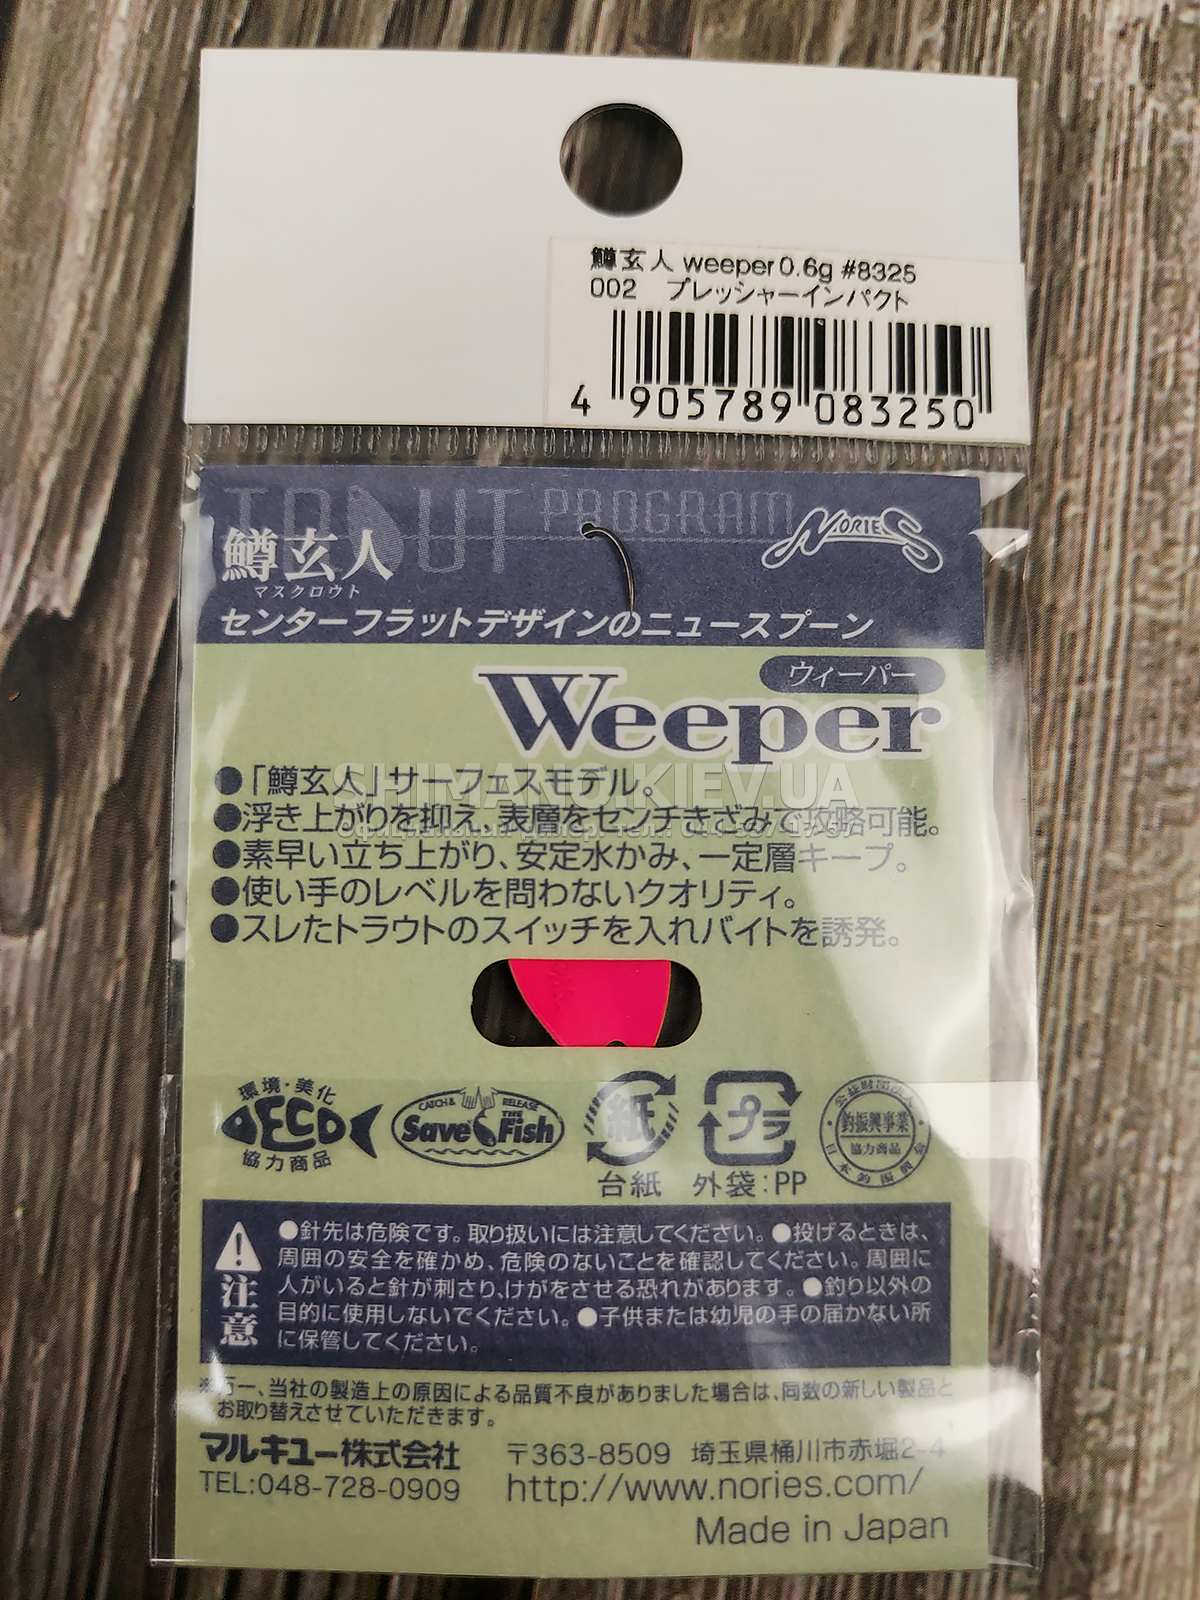 鱒玄人 weeper 0.6g #8325
002 プレッシャーインパクト
4 905789 083250
TROUT PROGRAM
NORIES
鱒玄人
マスクロウト
センターフラットデザインのニュースプーン
ウィーパー
Weeper
●「鱒玄人」サーフェスモデル。
●浮き上がりを抑え、表層をセンチきざみで攻略可能。
●素早い立ち上がり、安定水かみ、一定層キープ。
●使い手のレベルを問わないクオリティ。
●スレたトラウトのスイッチを入れバイトを誘発。
SHIMANO.KIEV.UA
環境・美化
ECO
協力商品
CATCH & RELEASE
Save THE Fish
紙
台紙
プラ
外袋:PP
公益財団法人
釣振興事業
協力商品
日本釣振興会
注意
●針先は危険です。取り扱いには注意してください。●投げるときは、
周囲の安全を確かめ、危険のないことを確認してください。周囲に
人がいると針が刺さり、けがをさせる恐れがあります。●釣り以外の
目的に使用しないでください。●子供または幼児の手の届かない所
に保管してください。
※万一、当社の製造上の原因による品質不良がありました場合は、同数の新しい製品と
お取り替えさせていただきます。
マルキユー株式会社 〒363-8509 埼玉県桶川市赤堀2-4
TEL:048-728-0909 http://www.nories.com/
Made in Japan